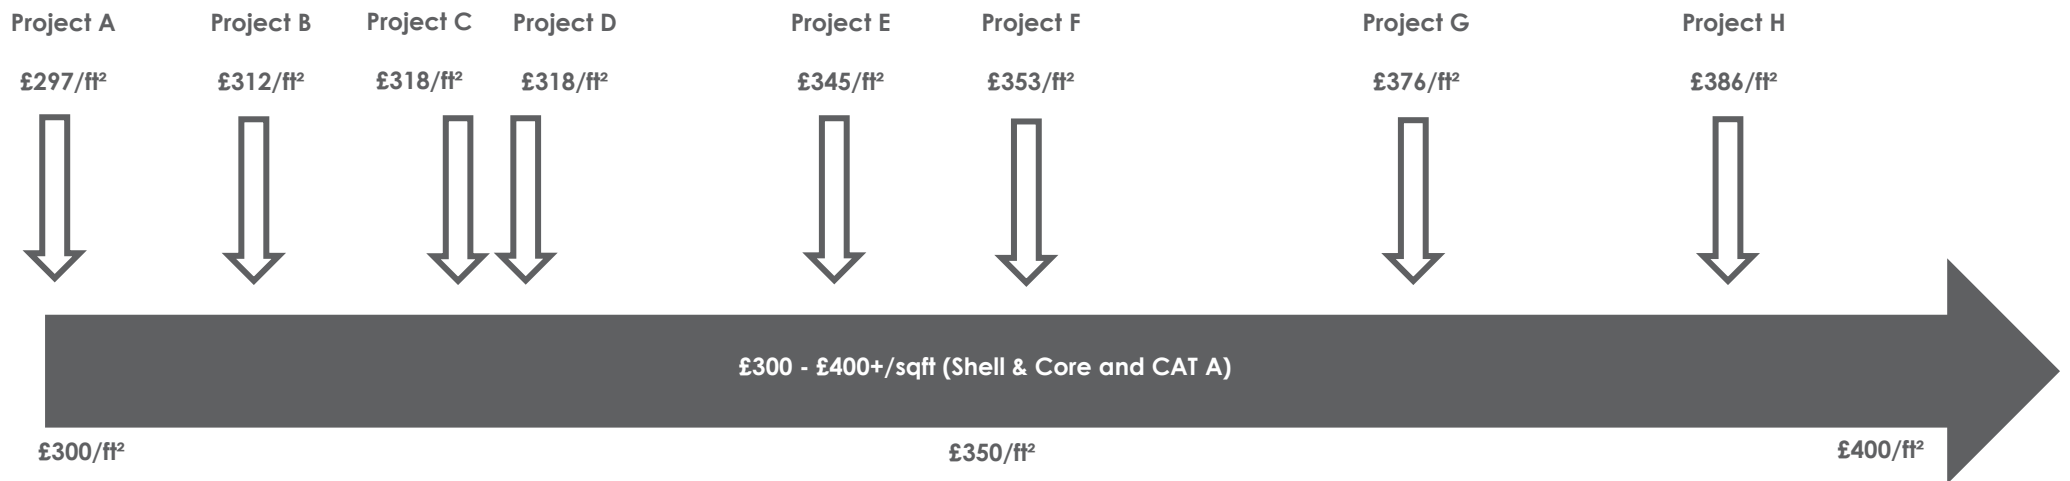 Project A Project B Project C Project D Project E Project F Project G Project H
£297/ft² £312/ft² £318/ft² £318/ft² £345/ft² £353/ft² £376/ft² £386/ft²
£300 - £400+/sqft (Shell & Core and CAT A)
£300/ft² £350/ft² £400/ft²